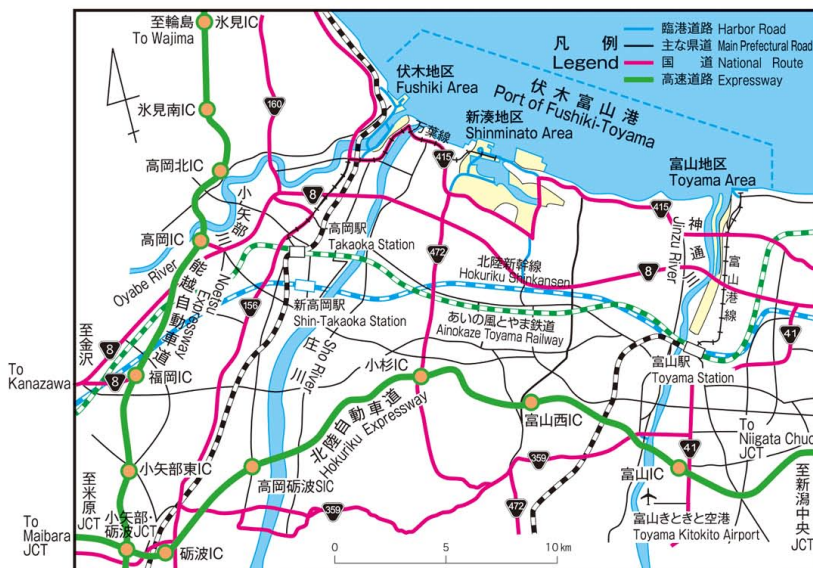 至輪島
To Wajima
氷見IC
凡 例
Legend
臨港道路 Harbor Road
主な県道 Main Prefectural Road
国 道 National Route
高速道路 Expressway
伏木地区
Fushiki Area
伏木富山港
Port of Fushiki-Toyama
氷見南IC
160
万葉線
新湊地区
Shinminato Area
415
高岡北IC
富山地区
Toyama Area
小矢部川
Oyabe River
8
415
高岡駅
Takaoka Station
神通川
Jinzu River
高岡IC
472
北陸新幹線
Hokuriku Shinkansen
8
富山港線
能越自動車道
Noetsu Expressway
156
新高岡駅
Shin-Takaoka Station
あいの風とやま鉄道
Ainokaze Toyama Railway
41
至金沢
To
Kanazawa
8
8
庄川
Sho River
福岡IC
小杉IC
富山駅
Toyama Station
北陸自動車道
Hokuriku Expressway
富山西IC
To
Niigata Chuo
JCT
41
359
小矢部東IC
高岡砺波SIC
富山IC
至新潟中央JCT
至米原JCT
To
Maibara
JCT
小矢部・
砺波JCT
359
472
富山きときと空港
Toyama Kitokito Airport
砺波IC
0 5 10km